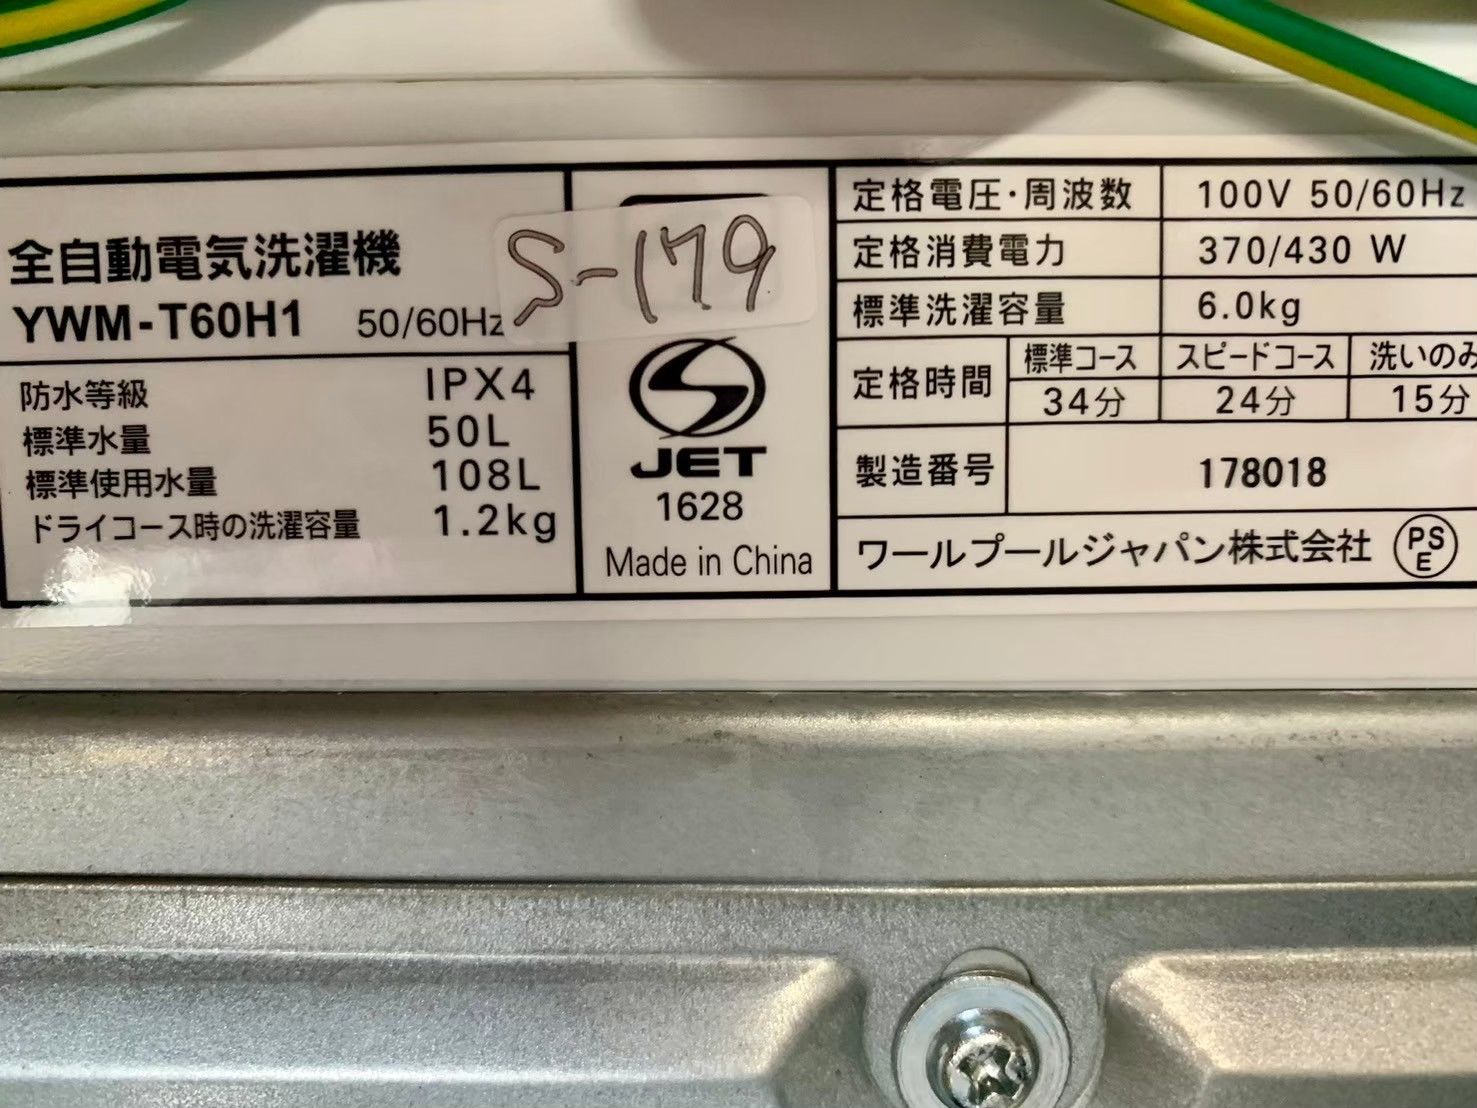 全自動電気洗濯機
YWM-T60H1 50/60Hz
防水等級 IPX4
標準水量 50L
標準使用水量 108L
ドライコース時の洗濯容量 1.2kg
S-179
JET
1628
Made in China
定格電圧・周波数 100V 50/60Hz
定格消費電力 370/430 W
標準洗濯容量 6.0kg
定格時間 標準コース スピードコース 洗いのみ
34分 24分 15分
製造番号 178018
ワールプールジャパン株式会社 PSE